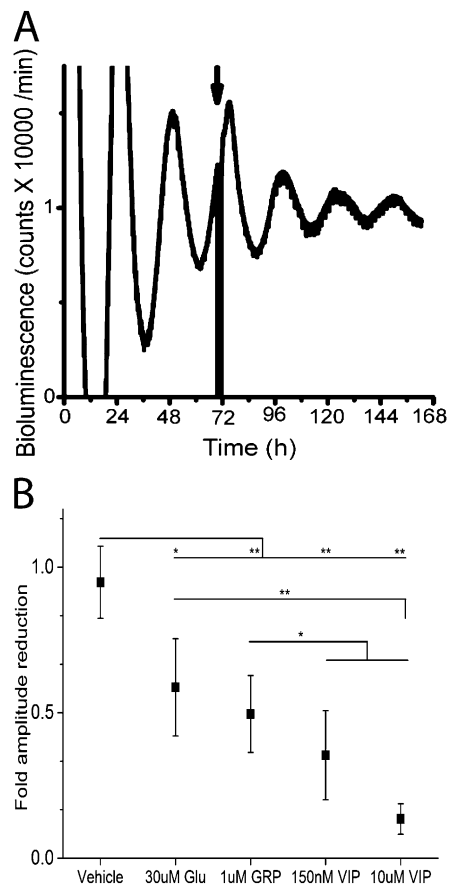 A
Bioluminescence (counts X 10000 /min)
1
0
0 24 48 72 96 120 144 168
Time (h)
B
Fold amplitude reduction
* ** ** **
1.0
**
*
0.5
0.0
Vehicle 30uM Glu 1uM GRP 150nM VIP 10uM VIP